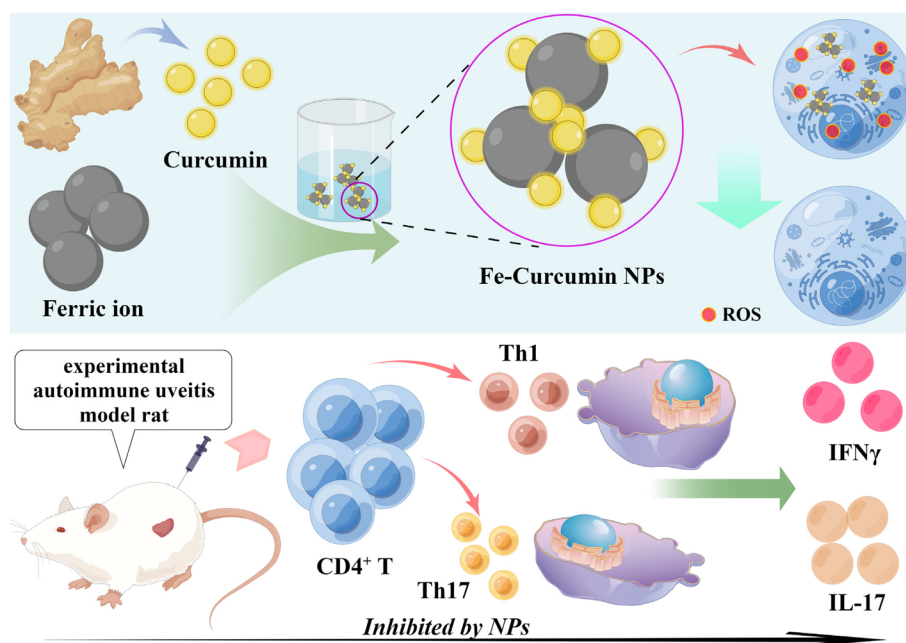 Curcumin
Ferric ion
Fe-Curcumin NPs
ROS
experimental
autoimmune uveitis
model rat
Th1
IFNγ
CD4⁺ T
Th17
IL-17
Inhibited by NPs